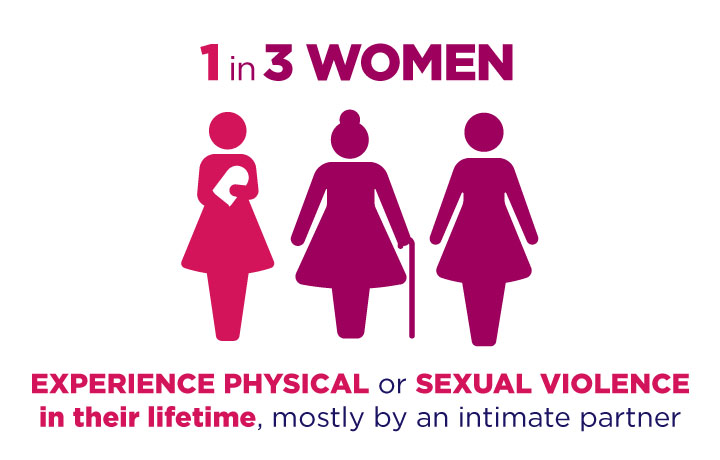 1 in 3 WOMEN
EXPERIENCE PHYSICAL or SEXUAL VIOLENCE
in their lifetime, mostly by an intimate partner